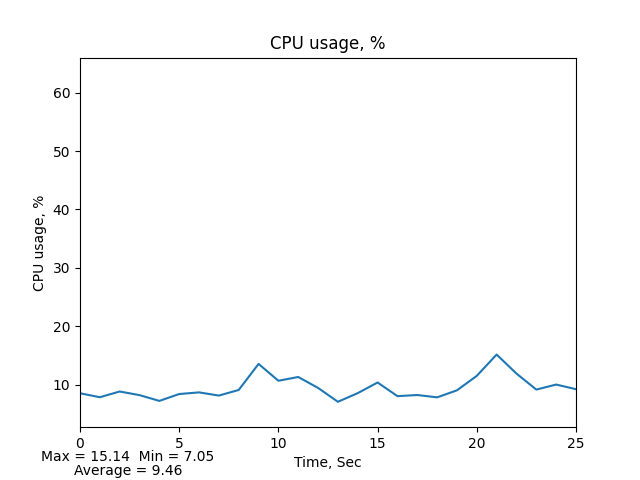 CPU usage, %
60
50
40
30
20
10
CPU usage, %
0 5 10 15 20 25
Time, Sec
Max = 15.14  Min = 7.05
Average = 9.46